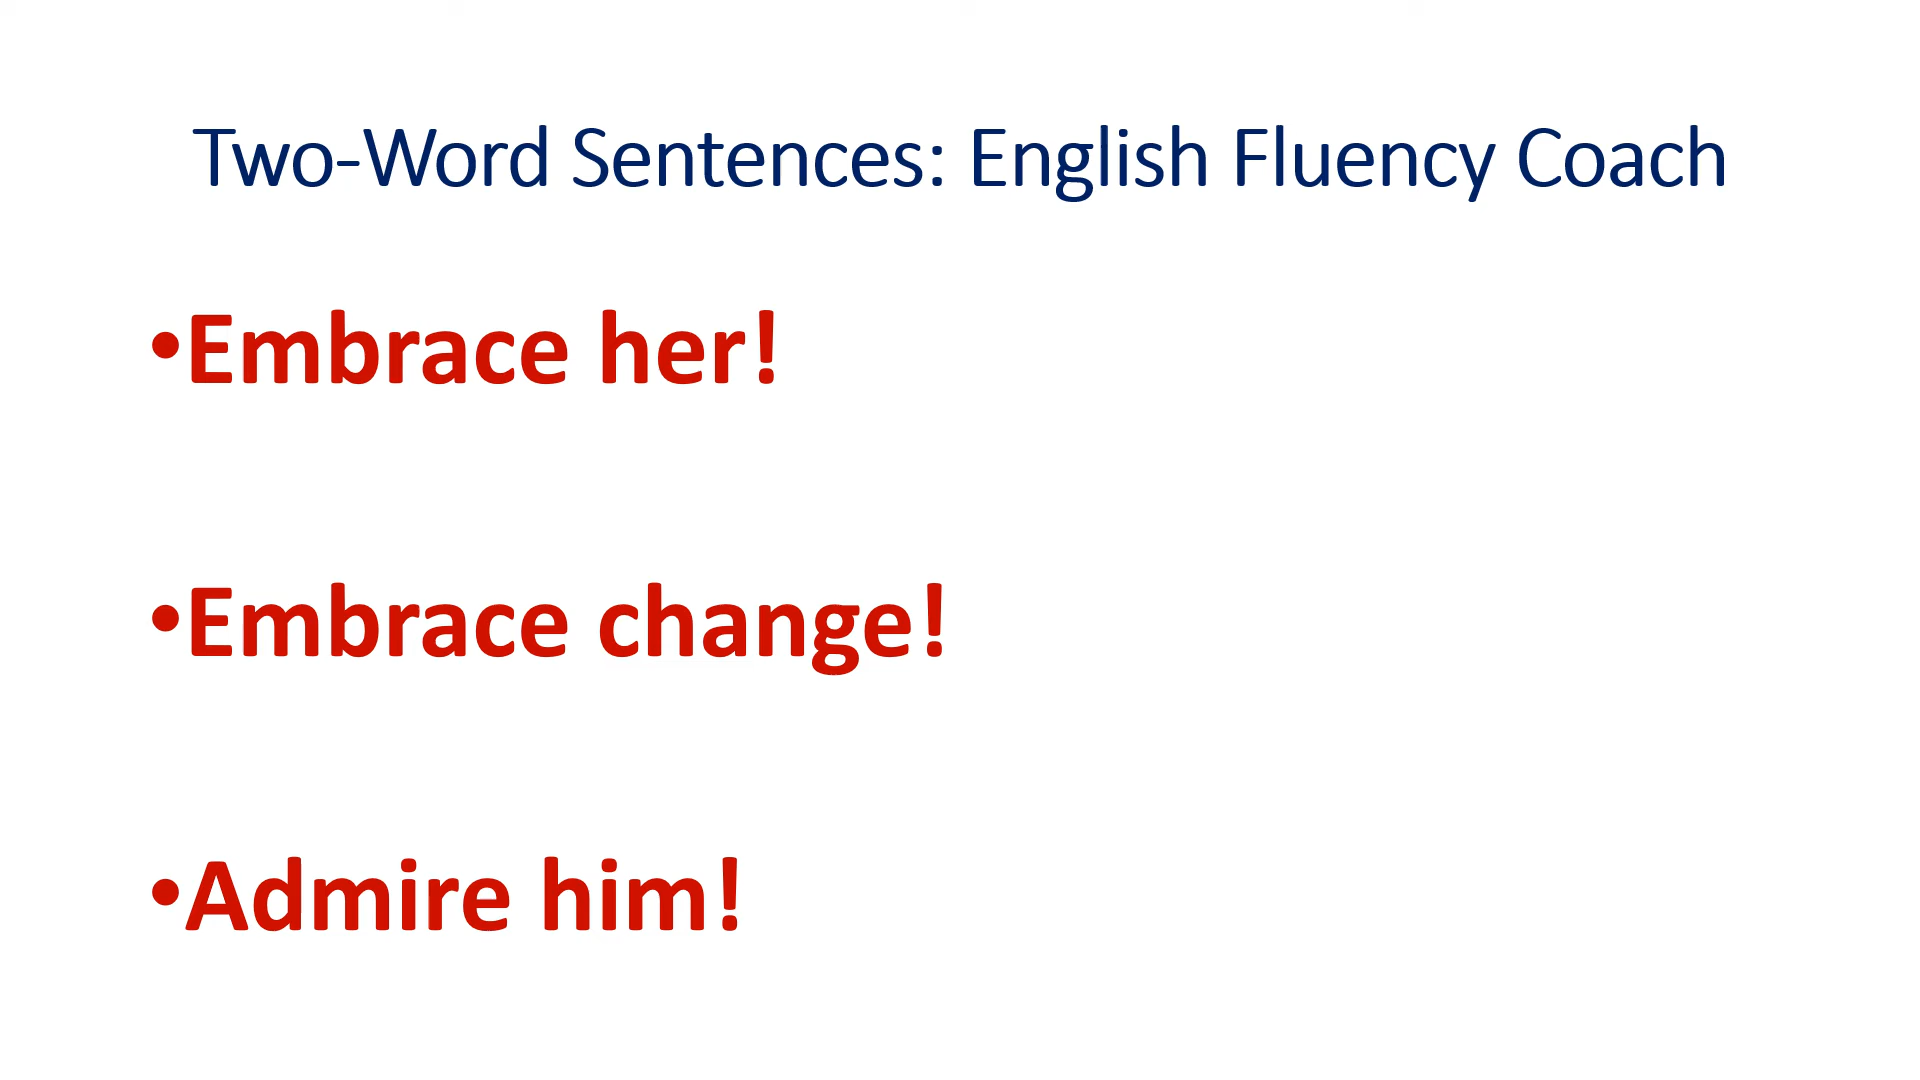 Two-Word Sentences: English Fluency Coach
•Embrace her!
•Embrace change!
•Admire him!